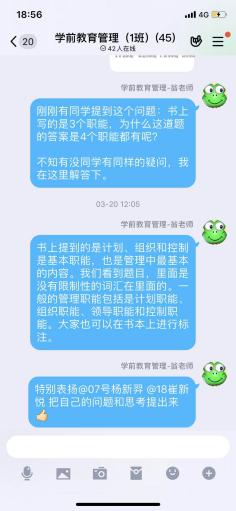 18:56
4G
20
学前教育管理（1班）(45)
42人在线
学前教育管理-翁老师
刚刚有同学提到这个问题：书上
写的是3个职能，为什么这道题
的答案是4个职能都有呢？
不知有没同学有同样的疑问，我
在这里解答下。
03-20 12:05
学前教育管理-翁老师
书上提到的是计划、组织和控制
是基本职能，也是管理中最基本
的内容。我们看到题目，里面是
没有限制性的词汇在里面的。一
般的管理职能包括是计划职能、
组织职能、领导职能和控制职
能。大家也可以在书本上进行标
注。
学前教育管理-翁老师
特别表扬@07号杨新羿 @18崔新
悦 把自己的问题和思考提出来